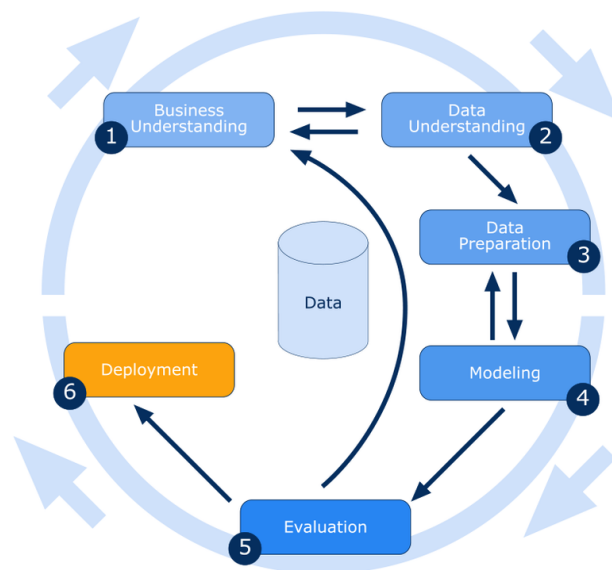 Business
Understanding
1
Data
Understanding
2
Data
Preparation
3
Data
Modeling
4
Deployment
6
Evaluation
5